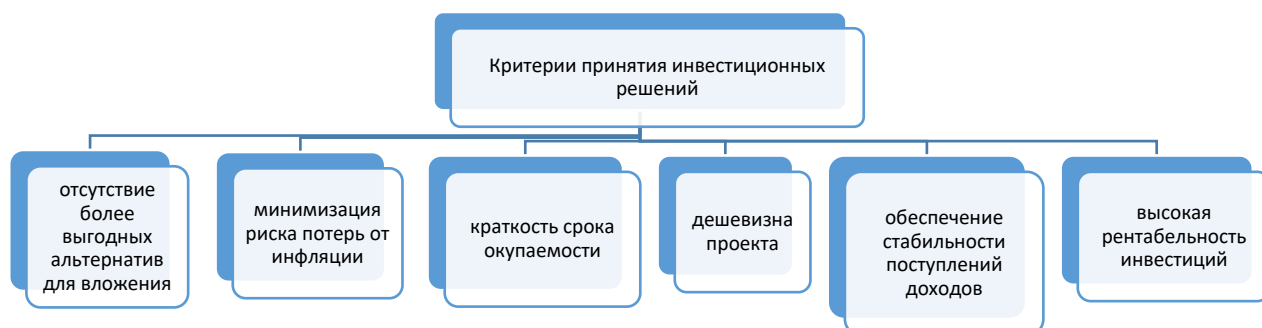 Критерии принятия инвестиционных
решений
отсутствие
более
выгодных
альтернатив
для вложения
минимизация
риска потерь от
инфляции
краткость срока
окупаемости
дешевизна
проекта
обеспечение
стабильности
поступлений
доходов
высокая
рентабельность
инвестиций